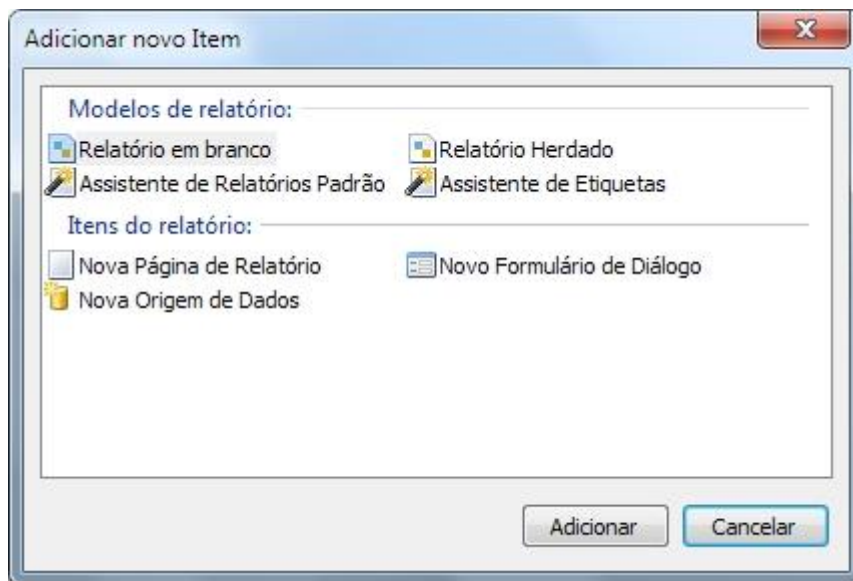 Adicionar novo Item
Modelos de relatório:
Relatório em branco
Relatório Herdado
Assistente de Relatórios Padrão
Assistente de Etiquetas
Itens do relatório:
Nova Página de Relatório
Novo Formulário de Diálogo
Nova Origem de Dados
Adicionar
Cancelar